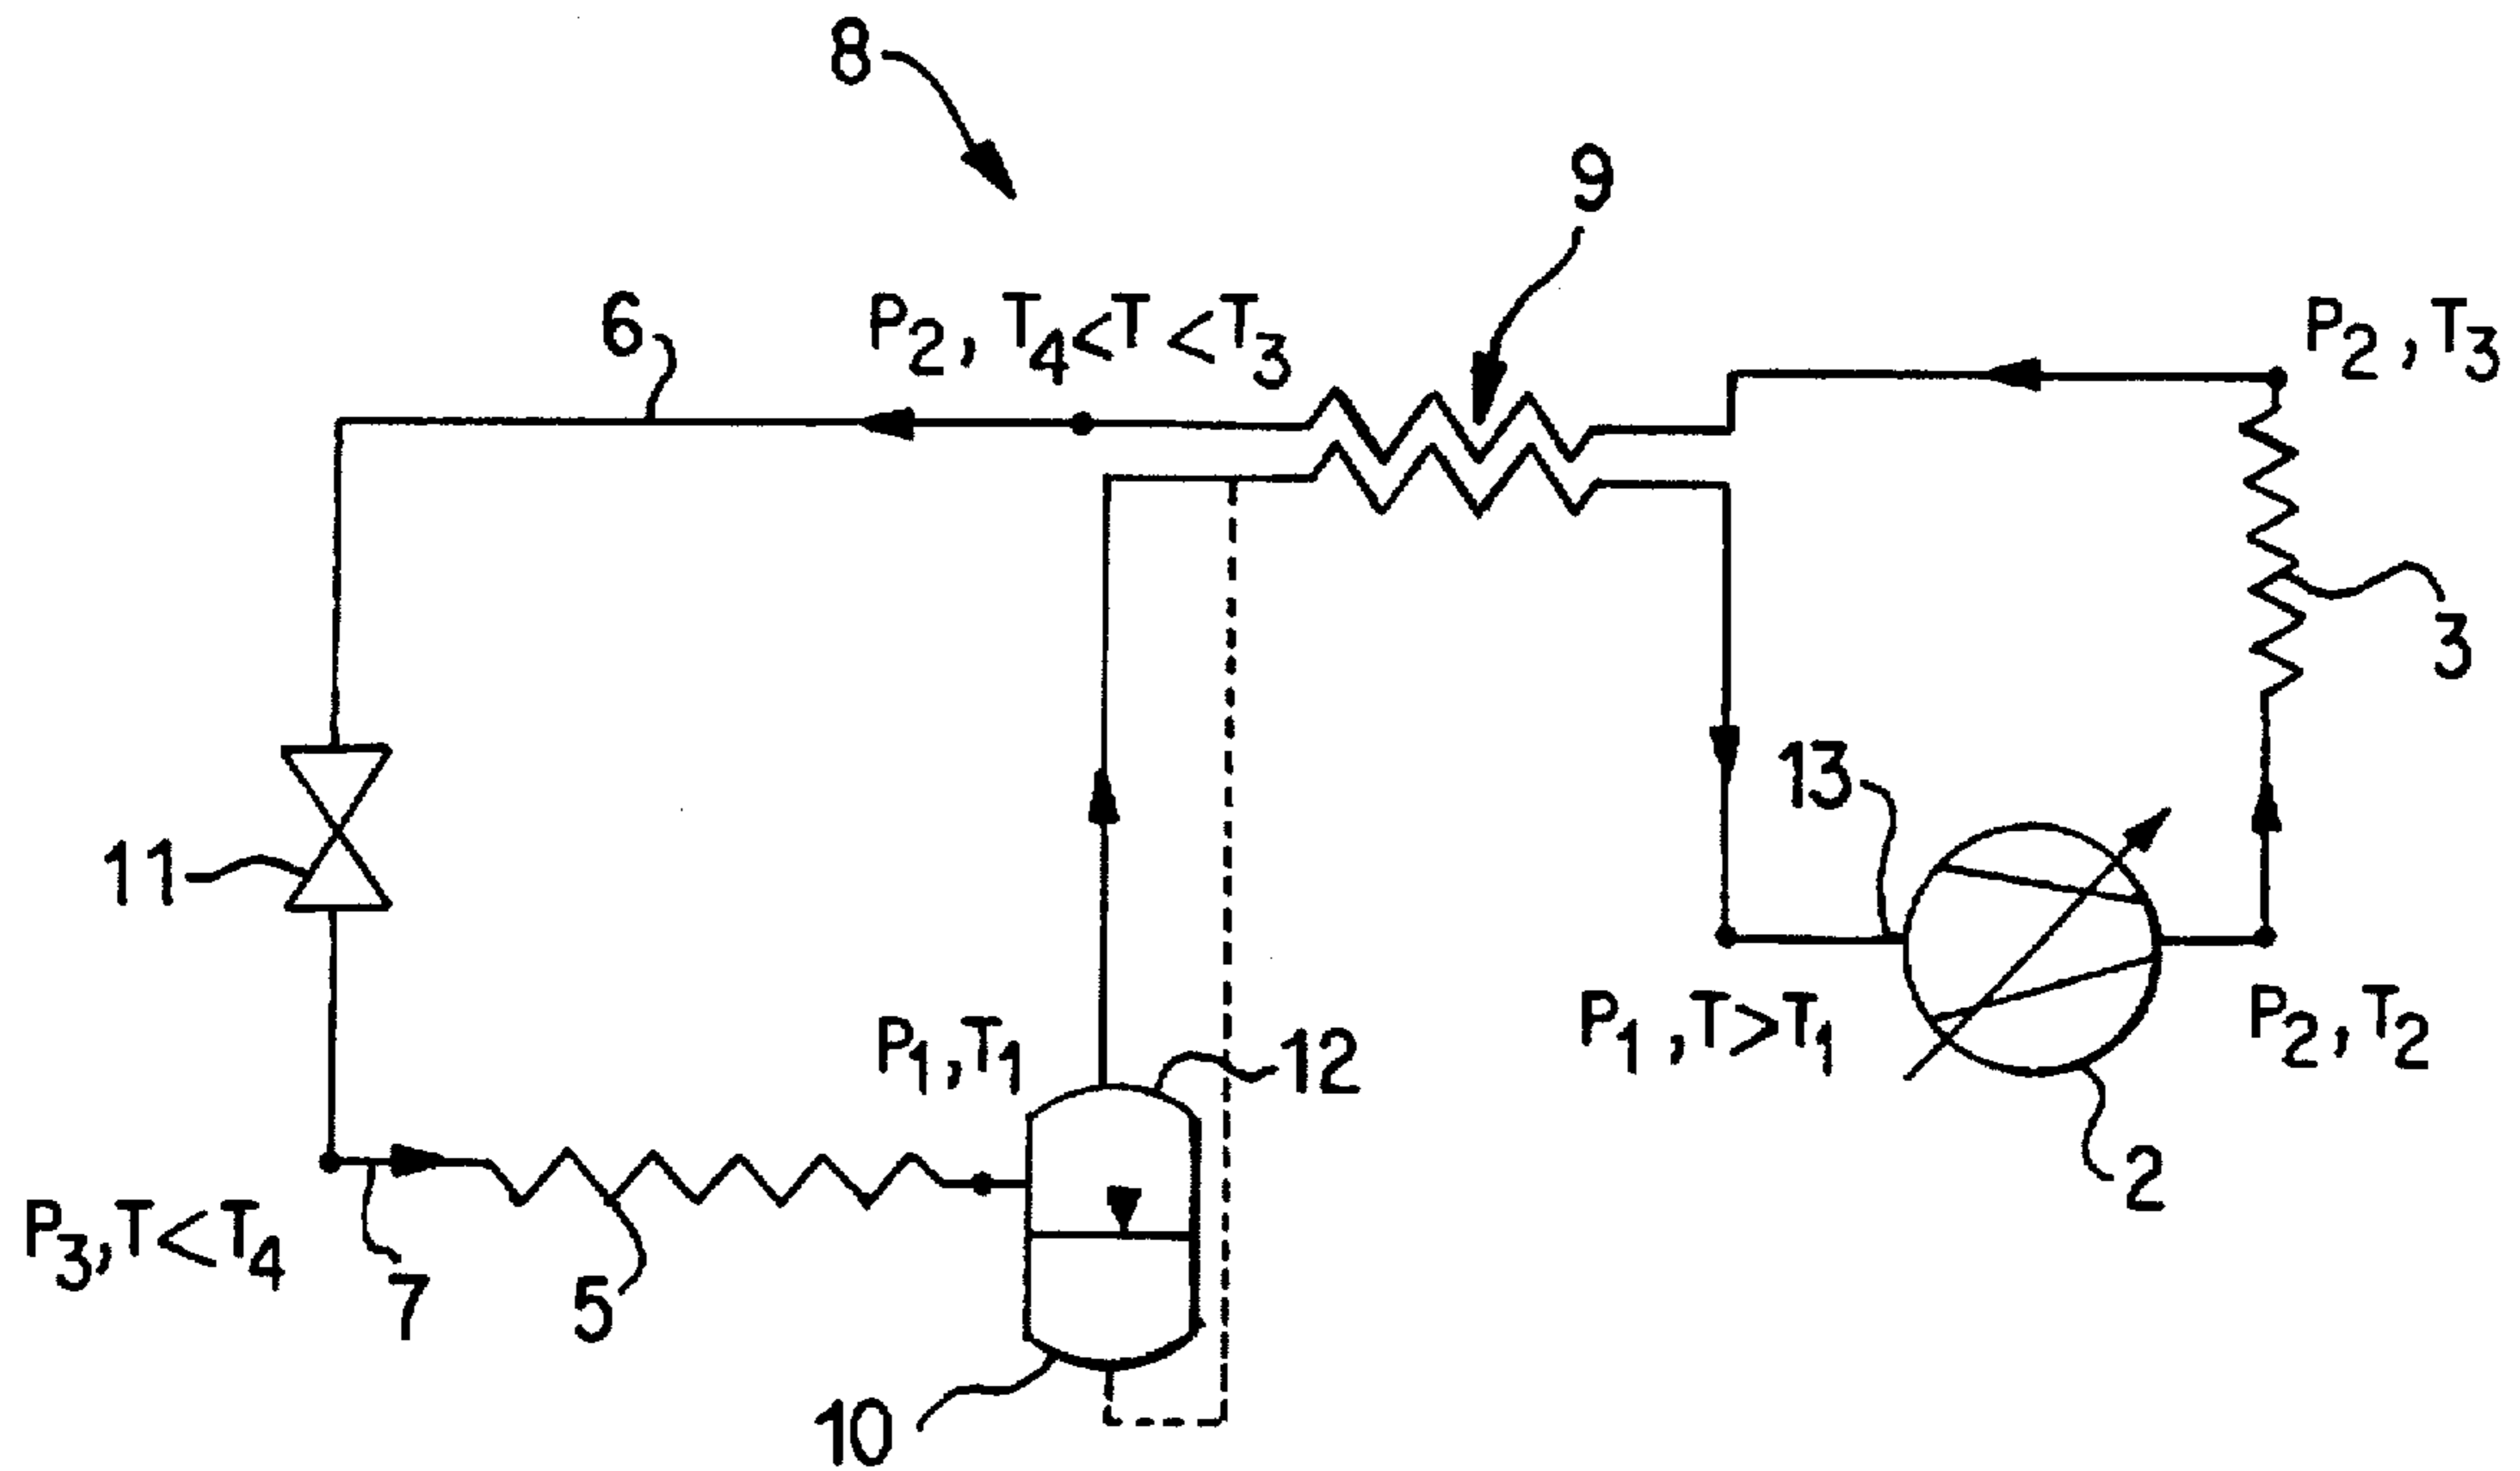 8
9
6
P2, T4<T<T3
P2, T3
3
13
11
P1, T1
12
P1, T>T1
P2, T2
2
P3, T<T4
7
5
10